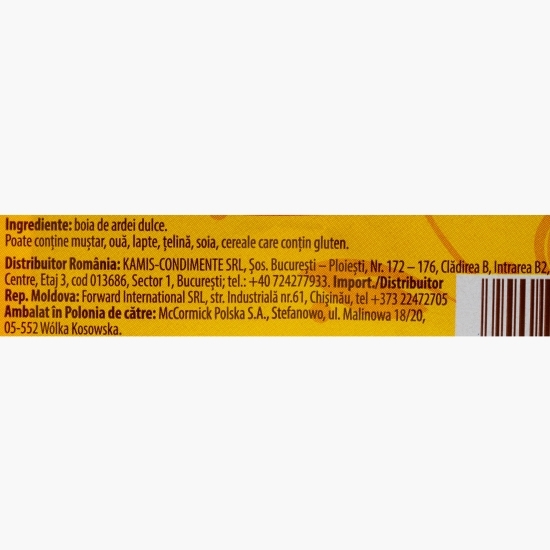 Ingrediente: boia de ardei dulce.
Poate conține muștar, ouă, lapte, țelină, soia, cereale care conțin gluten.
Distribuitor România: KAMIS-CONDIMENTE SRL, Șos. București – Ploiești, Nr. 172 – 176, Clădirea B, Intrarea B2,
Centre, Etaj 3, cod 013686, Sector 1, București; tel.: +40 724277933. Import./Distribuitor
Rep. Moldova: Forward International SRL, str. Industrială nr.61, Chișinău, tel +373 22472705
Ambalat în Polonia de către: McCormick Polska S.A., Stefanowo, ul. Malinowa 18/20,
05-552 Wólka Kosowska.